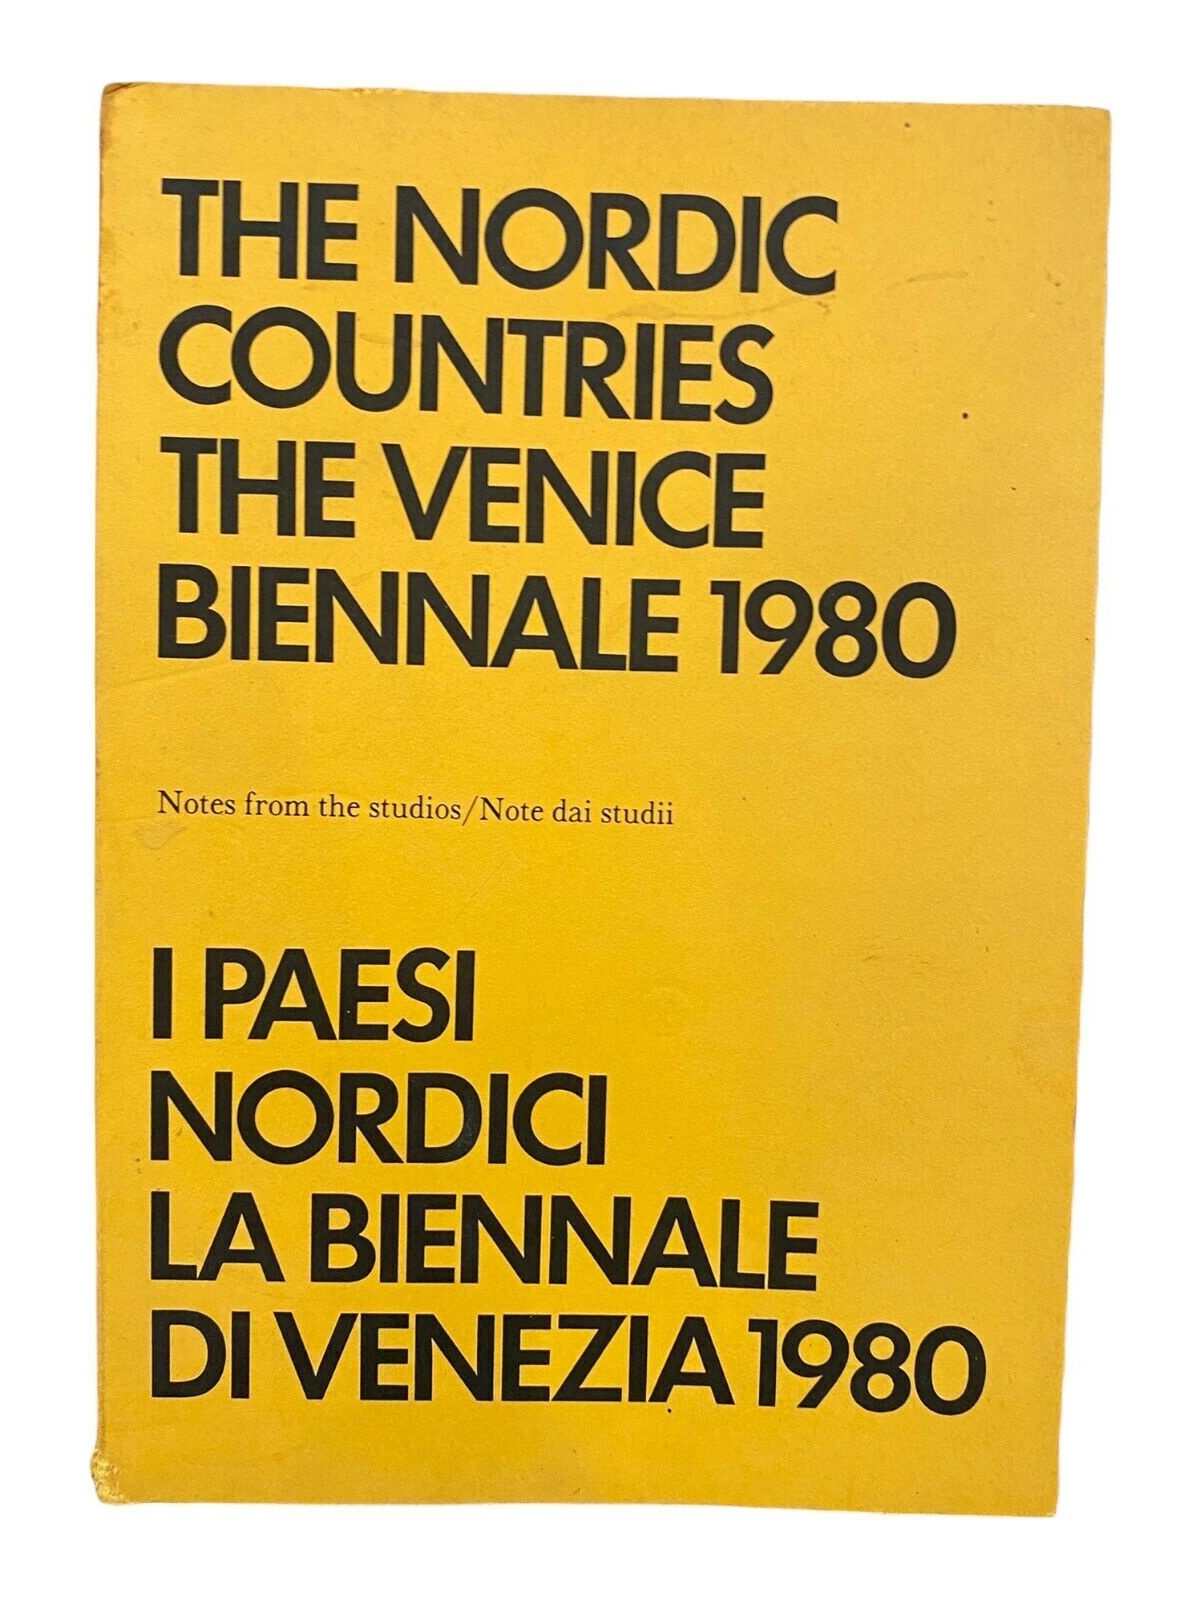 THE NORDIC
COUNTRIES
THE VENICE
BIENNALE 1980
Notes from the studios/Note dai studii
I PAESI
NORDICI
LA BIENNALE
DI VENEZIA 1980